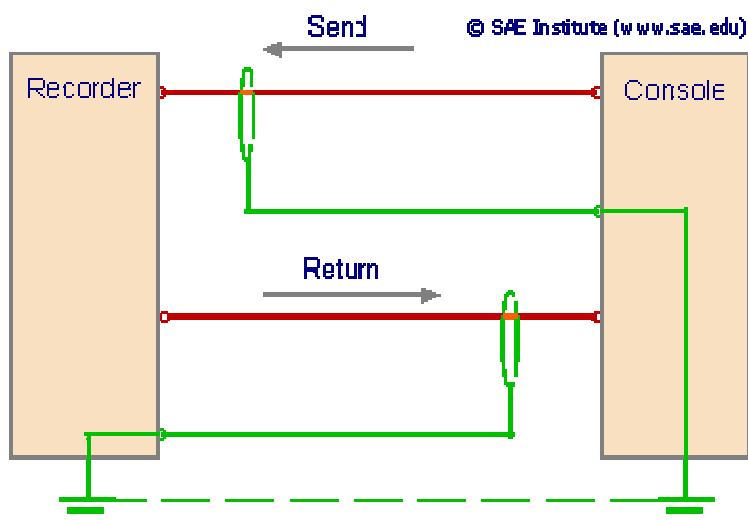 Send
© SAE Institute (www.sae.edu)
Recorder
Console
Return